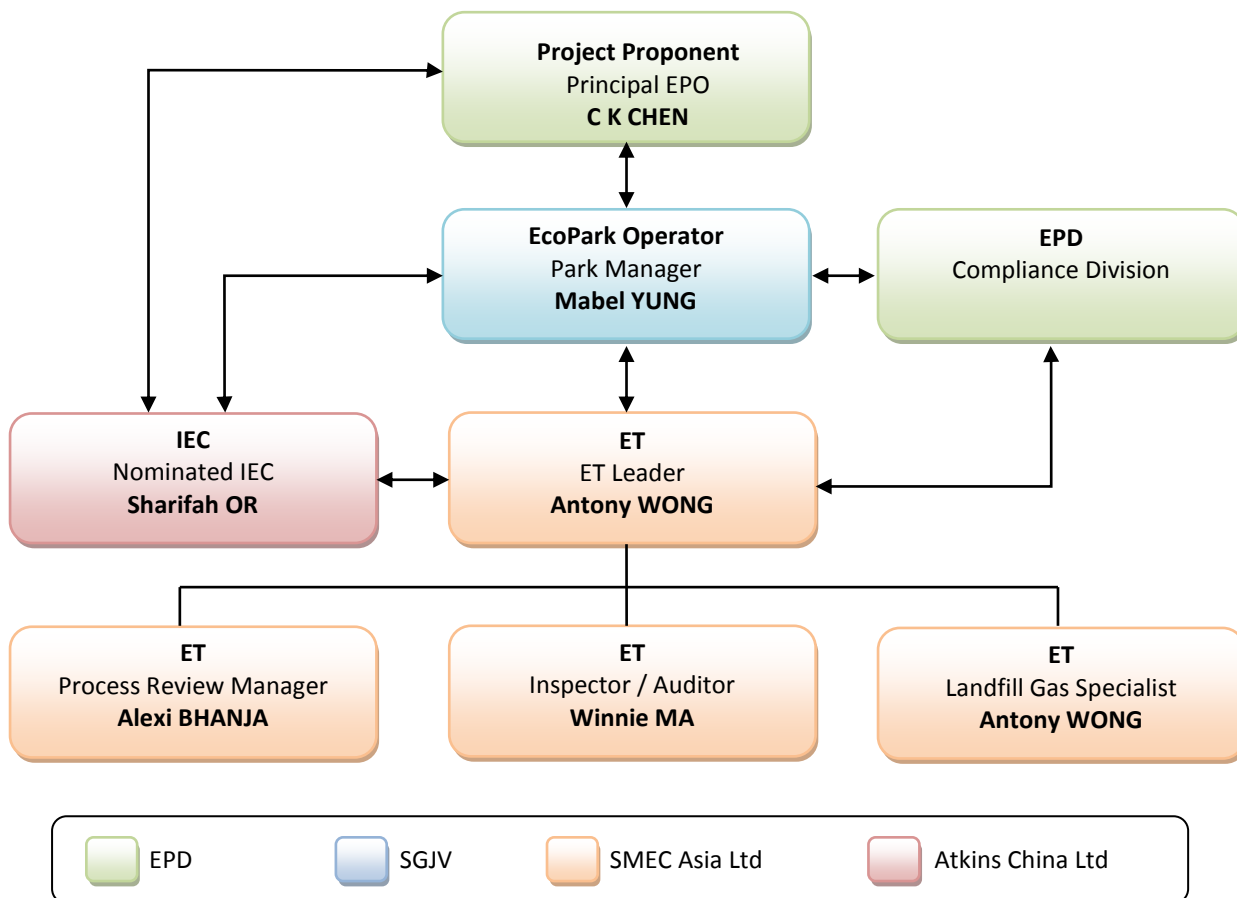 Project Proponent
Principal EPO
C K CHEN
EcoPark Operator
Park Manager
Mabel YUNG
EPD
Compliance Division
IEC
Nominated IEC
Sharifah OR
ET
ET Leader
Antony WONG
ET
Process Review Manager
Alexi BHANJA
ET
Inspector / Auditor
Winnie MA
ET
Landfill Gas Specialist
Antony WONG
EPD
SGJV
SMEC Asia Ltd
Atkins China Ltd